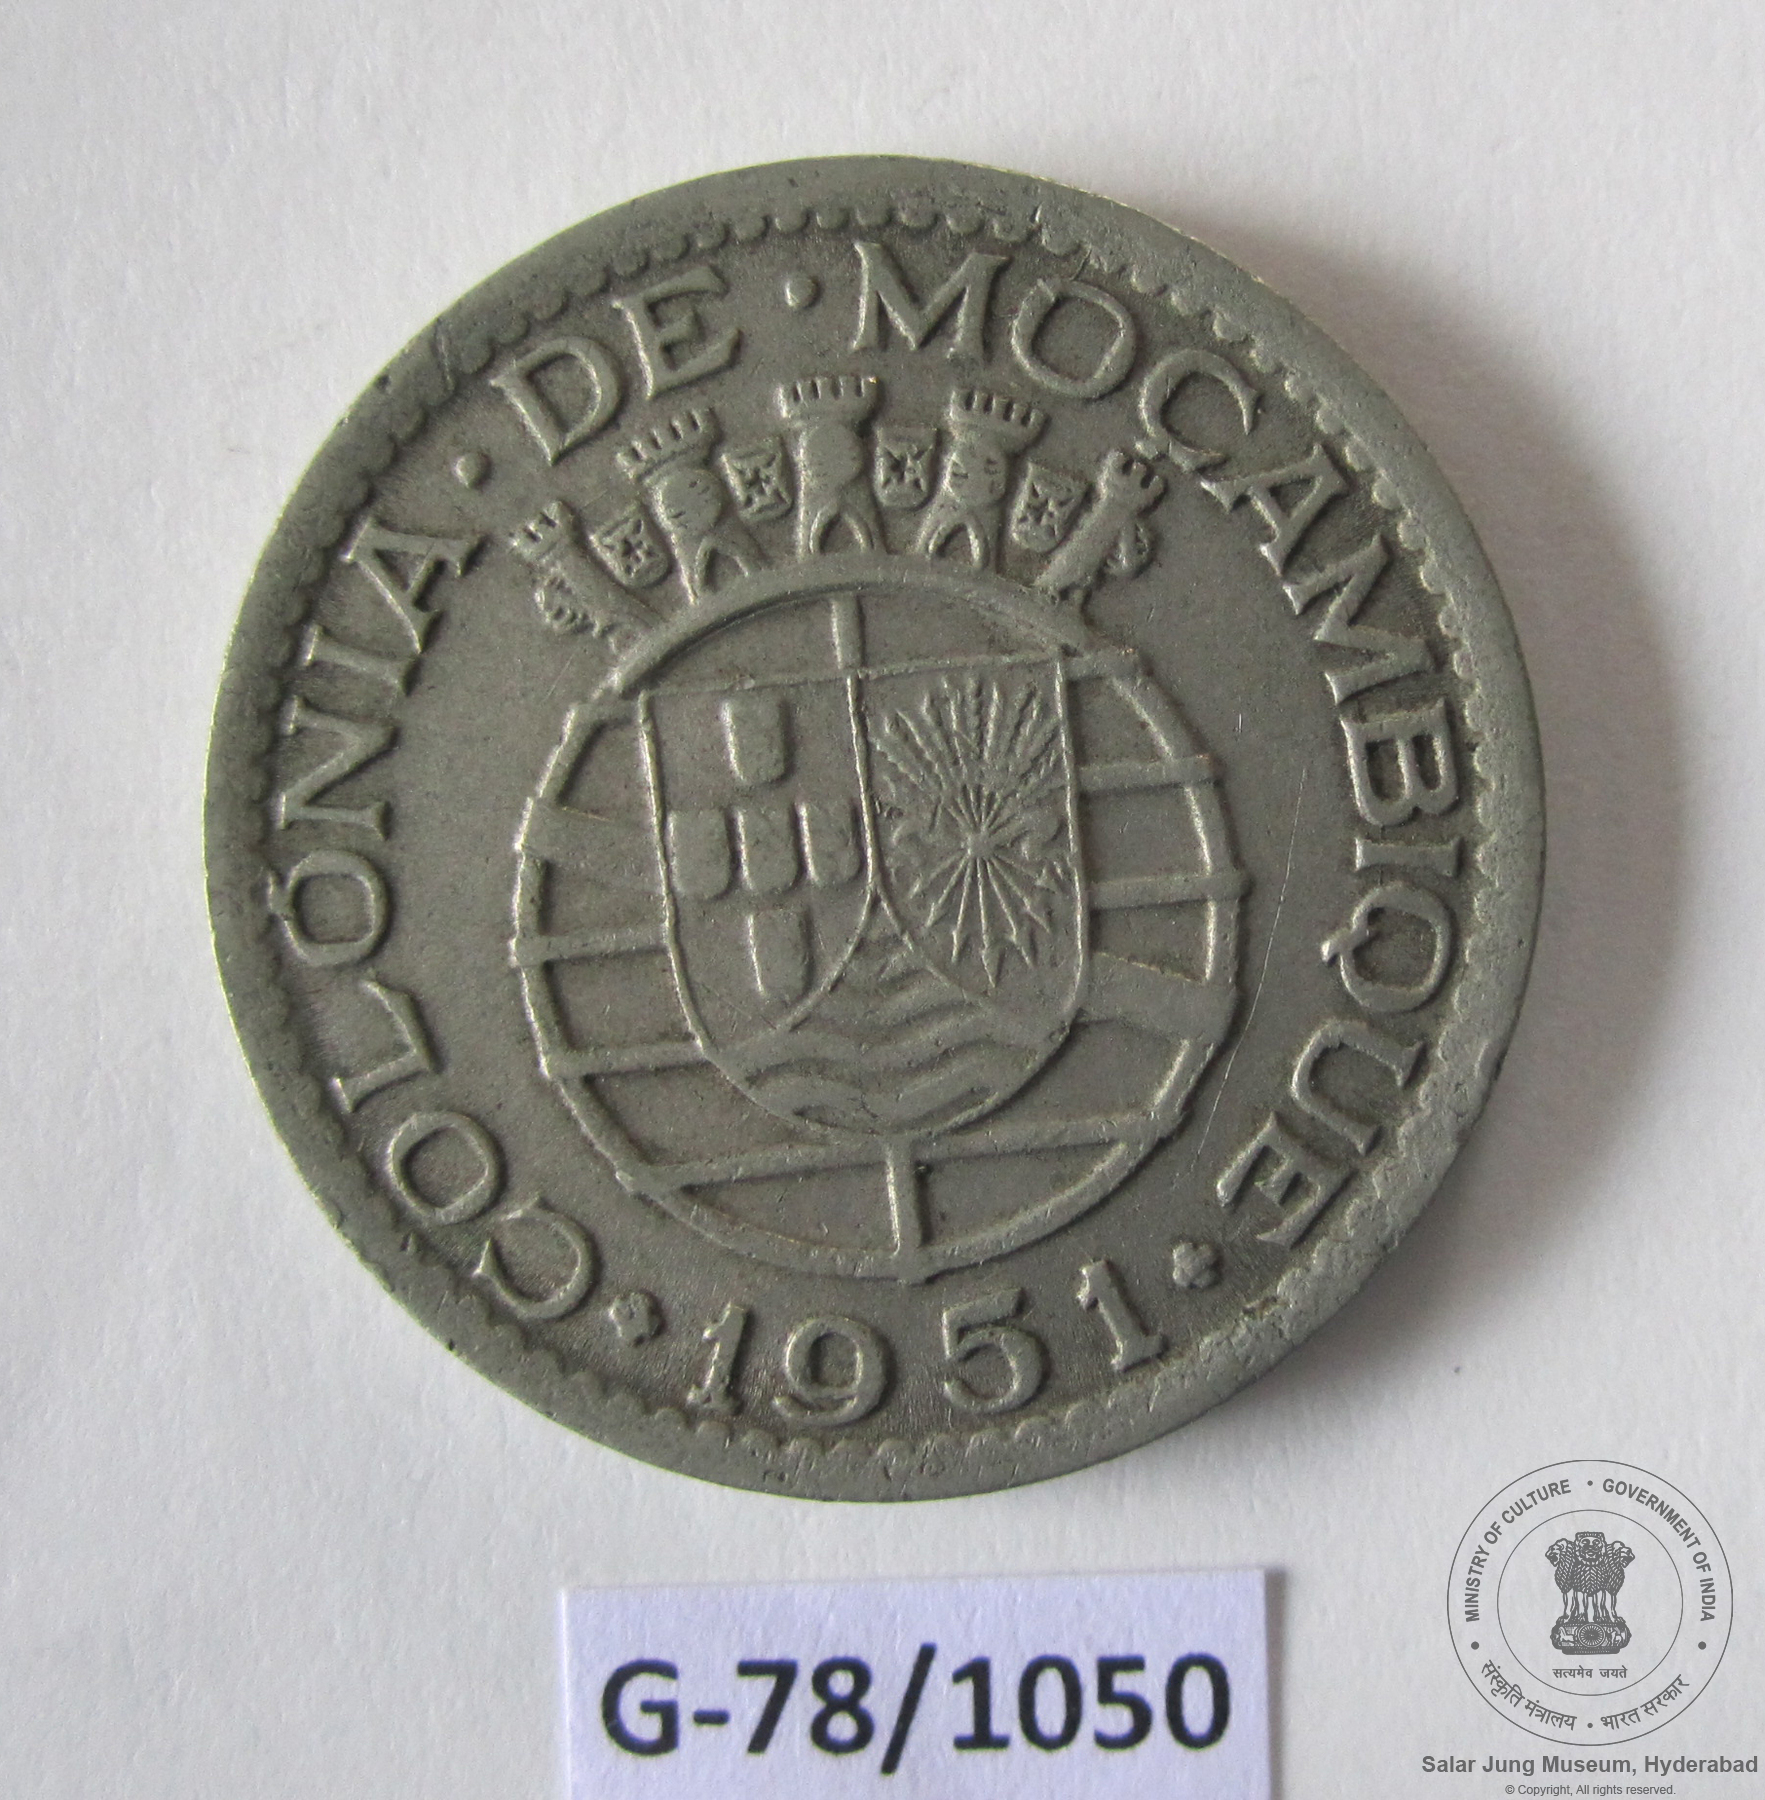 COLÓNIA · DE · MOÇAMBIQUE
1951
G-78/1050
MINISTRY OF CULTURE • GOVERNMENT OF INDIA
सत्यमेव जयते
संस्कृति मंत्रालय • भारत सरकार
Salar Jung Museum, Hyderabad
© Copyright, All rights reserved.